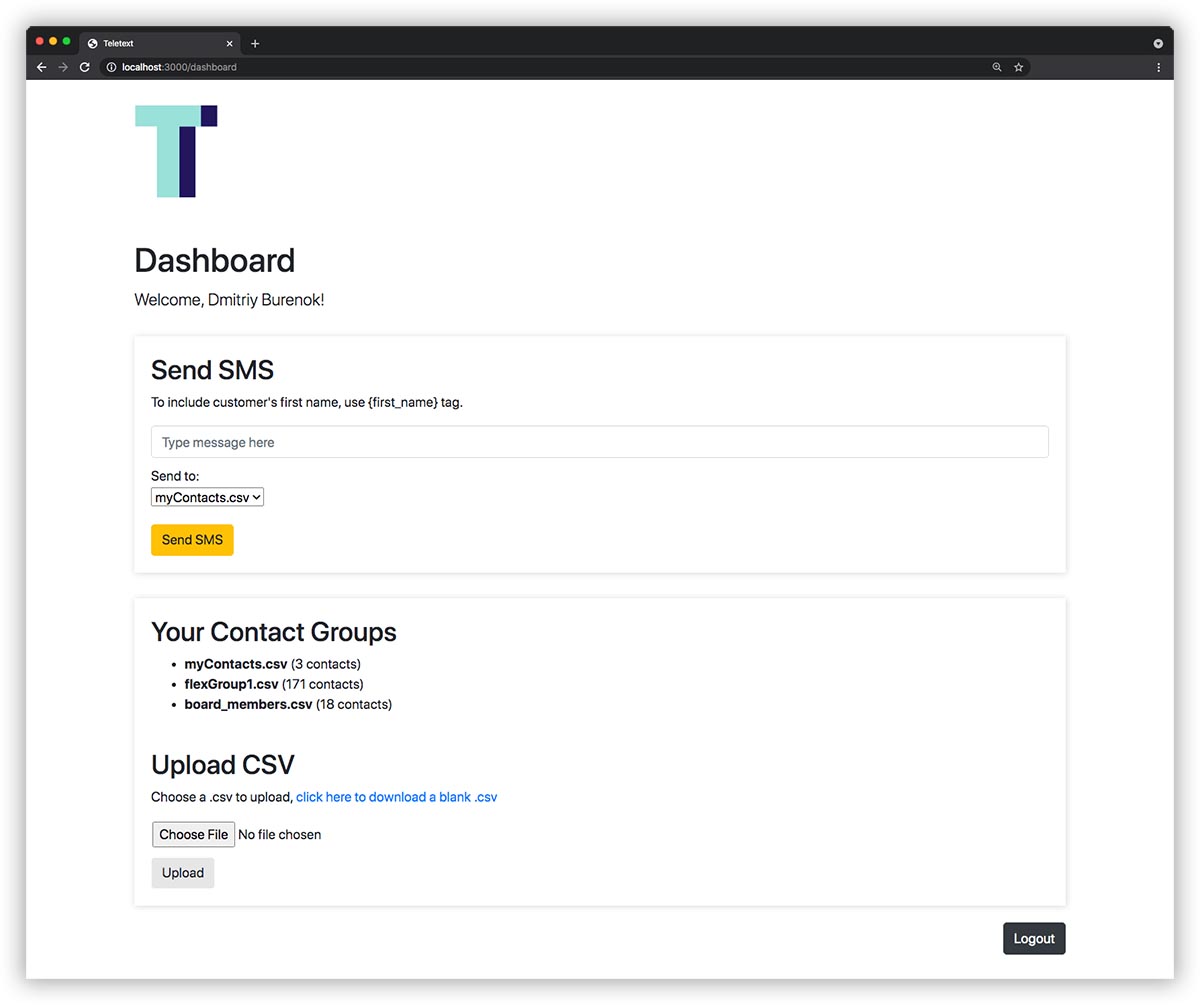 Teletext
localhost:3000/dashboard
Dashboard
Welcome, Dmitriy Burenok!
Send SMS
To include customer's first name, use {first_name} tag.
Type message here
Send to:
myContacts.csv
Send SMS
Your Contact Groups
• myContacts.csv (3 contacts)
• flexGroup1.csv (171 contacts)
• board_members.csv (18 contacts)
Upload CSV
Choose a .csv to upload, click here to download a blank .csv
Choose File No file chosen
Upload
Logout